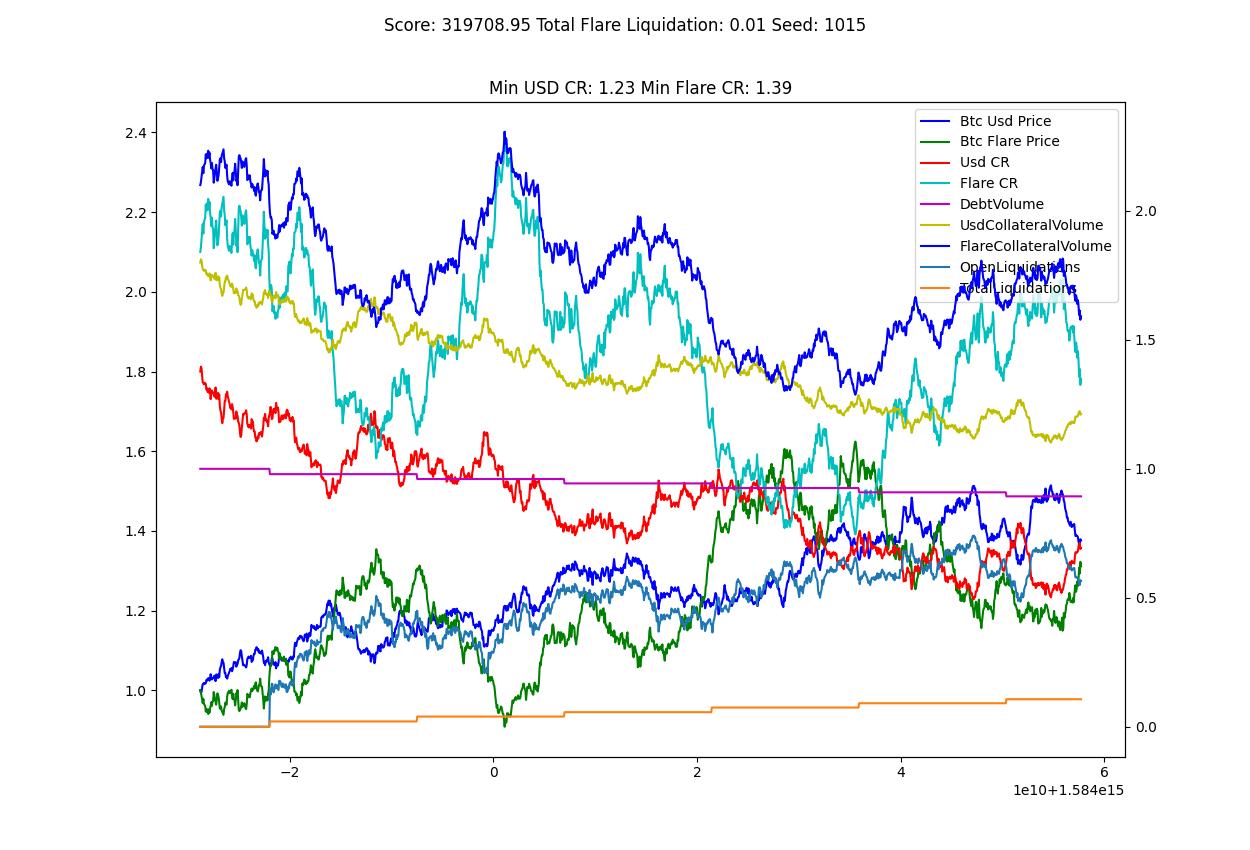 Score: 319708.95 Total Flare Liquidation: 0.01 Seed: 1015
Min USD CR: 1.23 Min Flare CR: 1.39
Btc Usd Price
Btc Flare Price
Usd CR
Flare CR
DebtVolume
UsdCollateralVolume
FlareCollateralVolume
OpenLiquidations
TotalLiquidations
2.4
2.2
2.0
1.8
1.6
1.4
1.2
1.0
2.0
1.5
1.0
0.5
0.0
−2
0
2
4
6
1e10+1.584e15